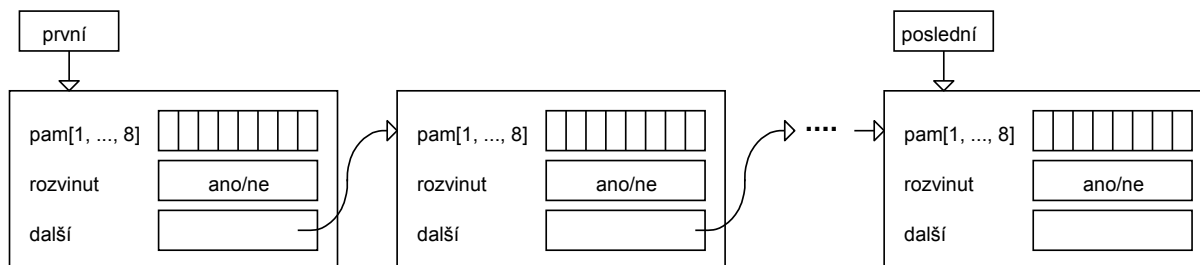 první
poslední
pam[1, ..., 8]
pam[1, ..., 8]
....
pam[1, ..., 8]
rozvinut
ano/ne
rozvinut
ano/ne
rozvinut
ano/ne
další
další
další